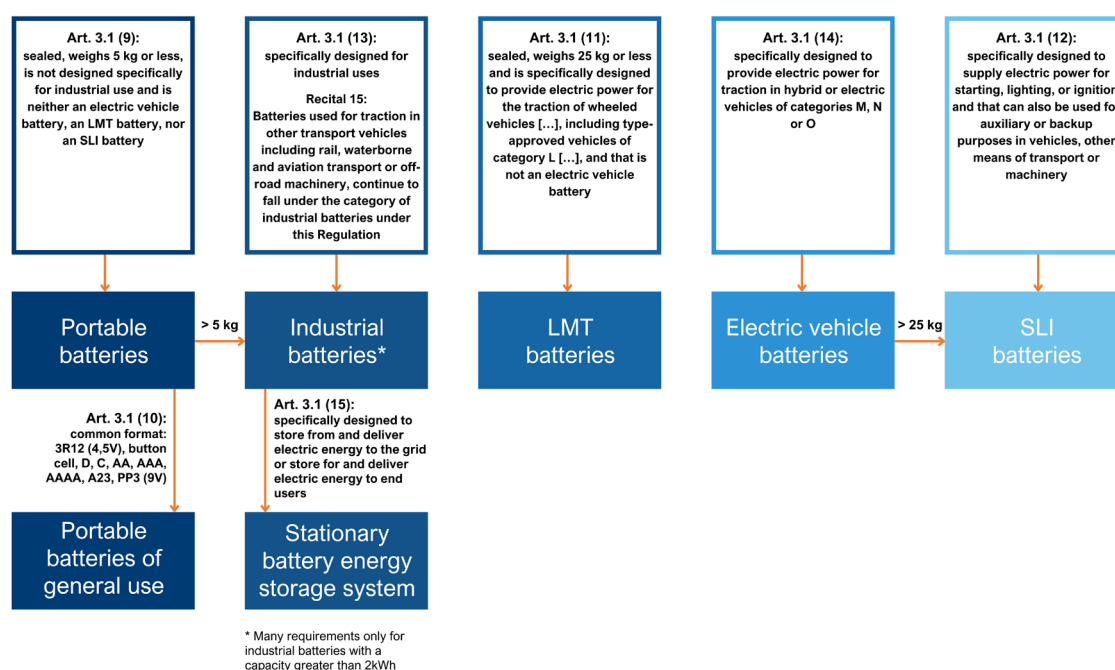 Art. 3.1 (9):
sealed, weighs 5 kg or less,
is not designed specifically
for industrial use and is
neither an electric vehicle
battery, an LMT battery, nor
an SLI battery
Art. 3.1 (13):
specifically designed for
industrial uses
Recital 15:
Batteries used for traction in
other transport vehicles
including rail, waterborne
and aviation transport or off-
road machinery, continue to
fall under the category of
industrial batteries under
this Regulation
Art. 3.1 (11):
sealed, weighs 25 kg or less
and is specifically designed
to provide electric power for
the traction of wheeled
vehicles [...], including type-
approved vehicles of
category L [...], and that is
not an electric vehicle
battery
Art. 3.1 (14):
specifically designed to
provide electric power for
traction in hybrid or electric
vehicles of categories M, N
or O
Art. 3.1 (12):
specifically designed to
supply electric power for
starting, lighting, or ignition
and that can also be used fo
auxiliary or backup
purposes in vehicles, other
means of transport or
machinery
Portable
batteries
> 5 kg
Industrial
batteries*
LMT
batteries
Electric vehicle
batteries
> 25 kg
SLI
batteries
Art. 3.1 (10):
common format:
3R12 (4,5V), button
cell, D, C, AA, AAA,
AAAA, A23, PP3 (9V)
Art. 3.1 (15):
specifically designed to
store from and deliver
electric energy to the grid
or store for and deliver
electric energy to end
users
Portable
batteries of
general use
Stationary
battery energy
storage system
* Many requirements only for
industrial batteries with a
capacity greater than 2kWh